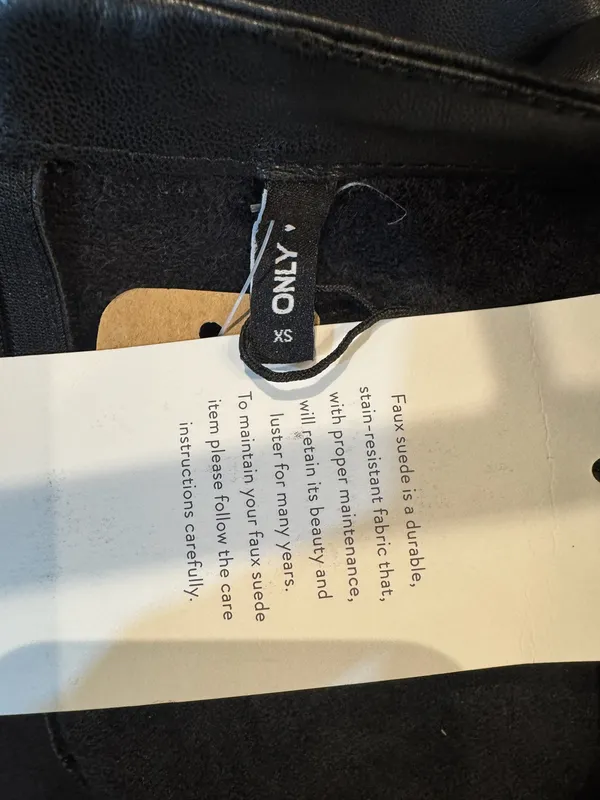 ONLY
XS
Faux suede is a durable,
stain-resistant fabric that,
with proper maintenance,
will retain its beauty and
luster for many years.
To maintain your faux suede
item please follow the care
instructions carefully.